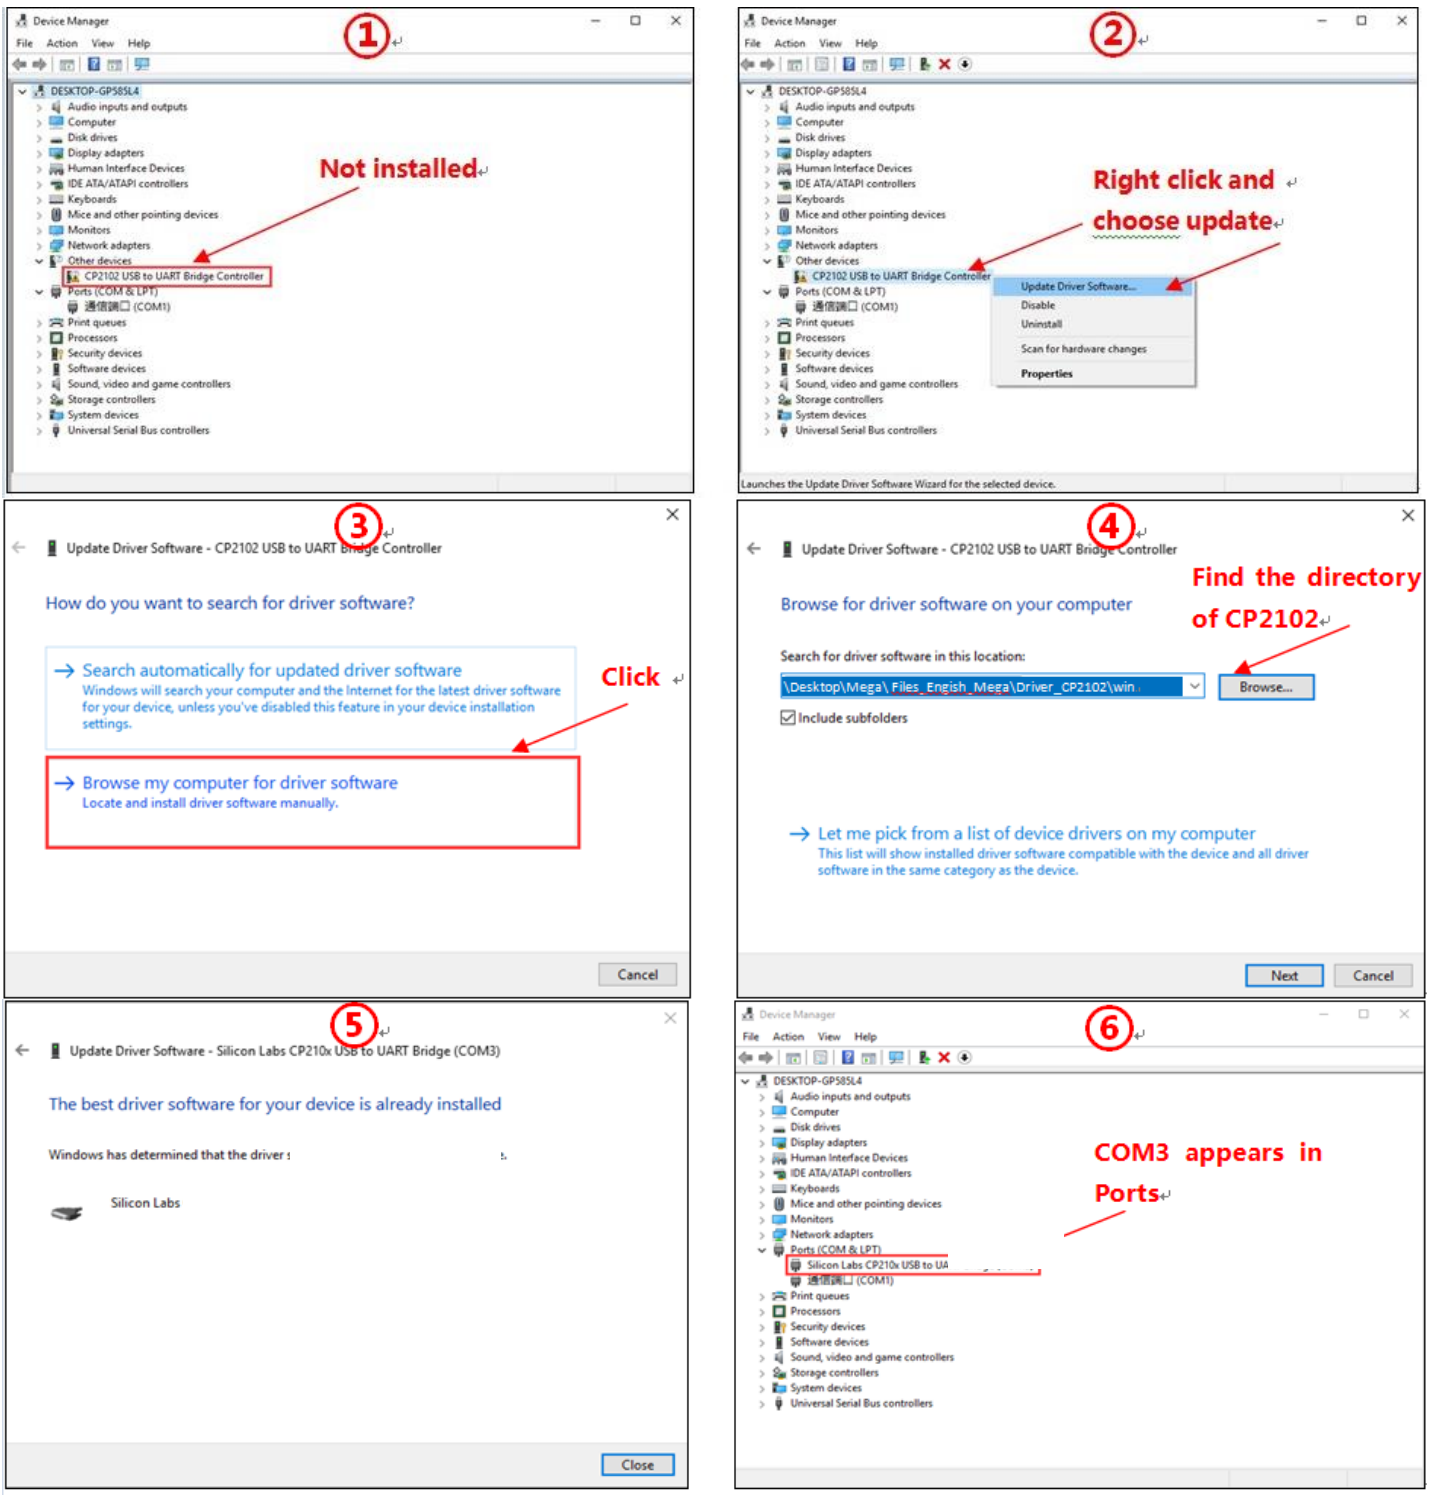 Device Manager
①
File Action View Help
DESKTOP-GP585L4
Audio inputs and outputs
Computer
Disk drives
Display adapters
Not installed
Human Interface Devices
IDE ATA/ATAPI controllers
Keyboards
Mice and other pointing devices
Monitors
Network adapters
Other devices
CP2102 USB to UART Bridge Controller
Ports (COM & LPT)
通信端口 (COM1)
Print queues
Processors
Security devices
Software devices
Sound, video and game controllers
Storage controllers
System devices
Universal Serial Bus controllers
Device Manager
②
File Action View Help
DESKTOP-GP585L4
Audio inputs and outputs
Computer
Disk drives
Display adapters
Human Interface Devices
Right click and
IDE ATA/ATAPI controllers
Keyboards
Mice and other pointing devices
choose update
Monitors
Network adapters
Other devices
CP2102 USB to UART Bridge Controller
Update Driver Software...
Disable
Uninstall
Scan for hardware changes
Properties
Ports (COM & LPT)
通信端口 (COM1)
Print queues
Processors
Security devices
Software devices
Sound, video and game controllers
Storage controllers
System devices
Universal Serial Bus controllers
Launches the Update Driver Software Wizard for the selected device.
③
Update Driver Software - CP2102 USB to UART Bridge Controller
How do you want to search for driver software?
Search automatically for updated driver software
Windows will search your computer and the Internet for the latest driver software
for your device, unless you've disabled this feature in your device installation
settings.
Click
Browse my computer for driver software
Locate and install driver software manually.
Cancel
④
Update Driver Software - CP2102 USB to UART Bridge Controller
Find the directory
of CP2102
Browse for driver software on your computer
Search for driver software in this location:
\Desktop\Mega\ Files_Engish_Mega\Driver_CP2102\win
Browse...
Include subfolders
Let me pick from a list of device drivers on my computer
This list will show installed driver software compatible with the device and all driver
software in the same category as the device.
Next Cancel
⑤
Update Driver Software - Silicon Labs CP210x USB to UART Bridge (COM3)
The best driver software for your device is already installed
Windows has determined that the driver
Silicon Labs
Close
Device Manager
⑥
File Action View Help
DESKTOP-GP585L4
Audio inputs and outputs
Computer
Disk drives
Display adapters
COM3 appears in
Ports
Human Interface Devices
IDE ATA/ATAPI controllers
Keyboards
Mice and other pointing devices
Monitors
Network adapters
Ports (COM & LPT)
Silicon Labs CP210x USB to UA
通信端口 (COM1)
Print queues
Processors
Security devices
Software devices
Sound, video and game controllers
Storage controllers
System devices
Universal Serial Bus controllers